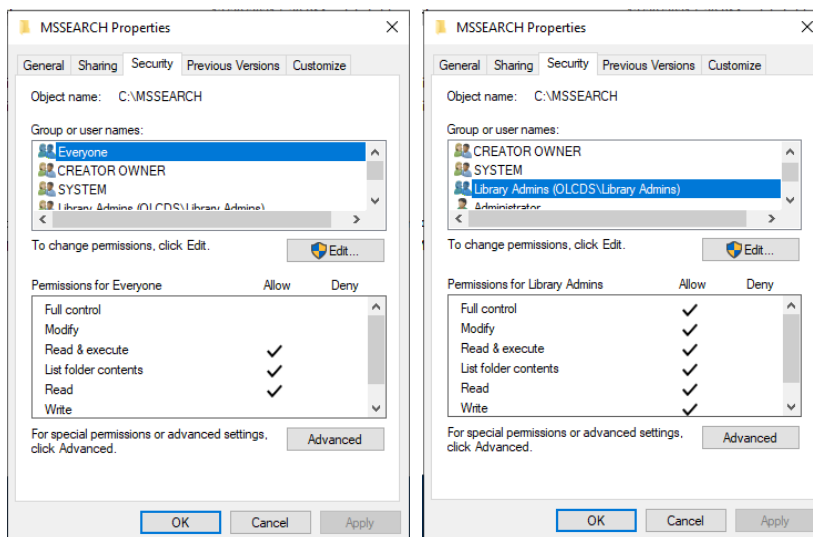 MSSEARCH Properties
General Sharing Security Previous Versions Customize
Object name: C:\MSSEARCH
Group or user names:
Everyone
CREATOR OWNER
SYSTEM
Library Admins (OLCDS\Library Admins)
To change permissions, click Edit.
Edit...
Permissions for Everyone Allow Deny
Full control
Modify
Read & execute
List folder contents
Read
Write
For special permissions or advanced settings,
click Advanced.
Advanced
OK Cancel Apply
MSSEARCH Properties
General Sharing Security Previous Versions Customize
Object name: C:\MSSEARCH
Group or user names:
CREATOR OWNER
SYSTEM
Library Admins (OLCDS\Library Admins)
Administrator
To change permissions, click Edit.
Edit...
Permissions for Library Admins Allow Deny
Full control
Modify
Read & execute
List folder contents
Read
Write
For special permissions or advanced settings,
click Advanced.
Advanced
OK Cancel Apply